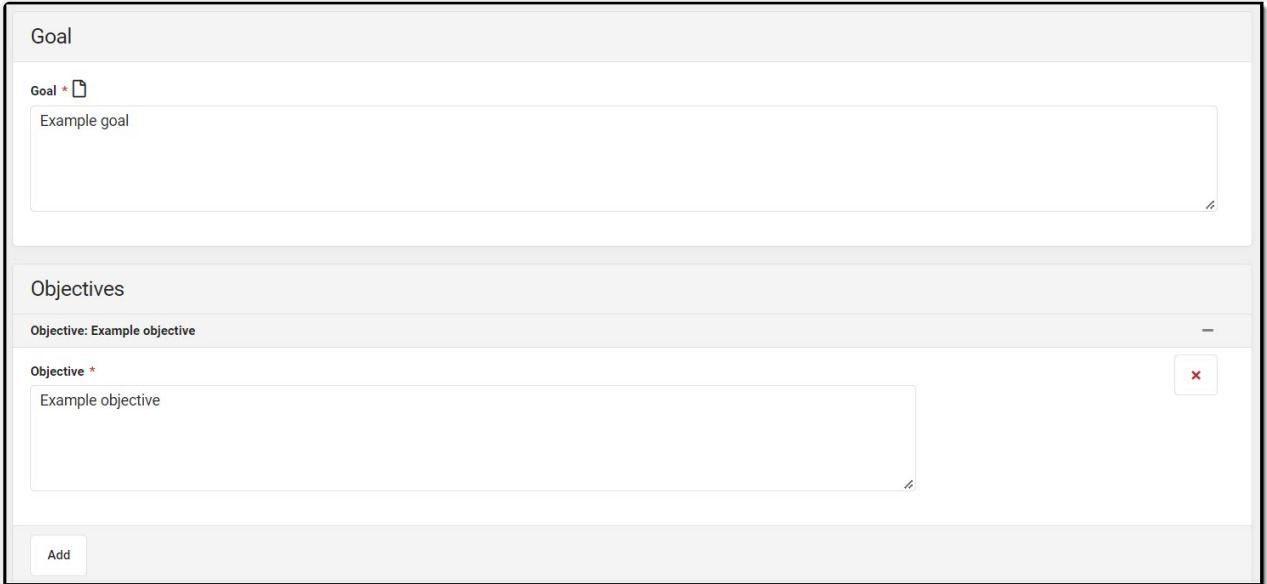 Goal
Goal *
Example goal
Objectives
Objective: Example objective
Objective *
Example objective
Add